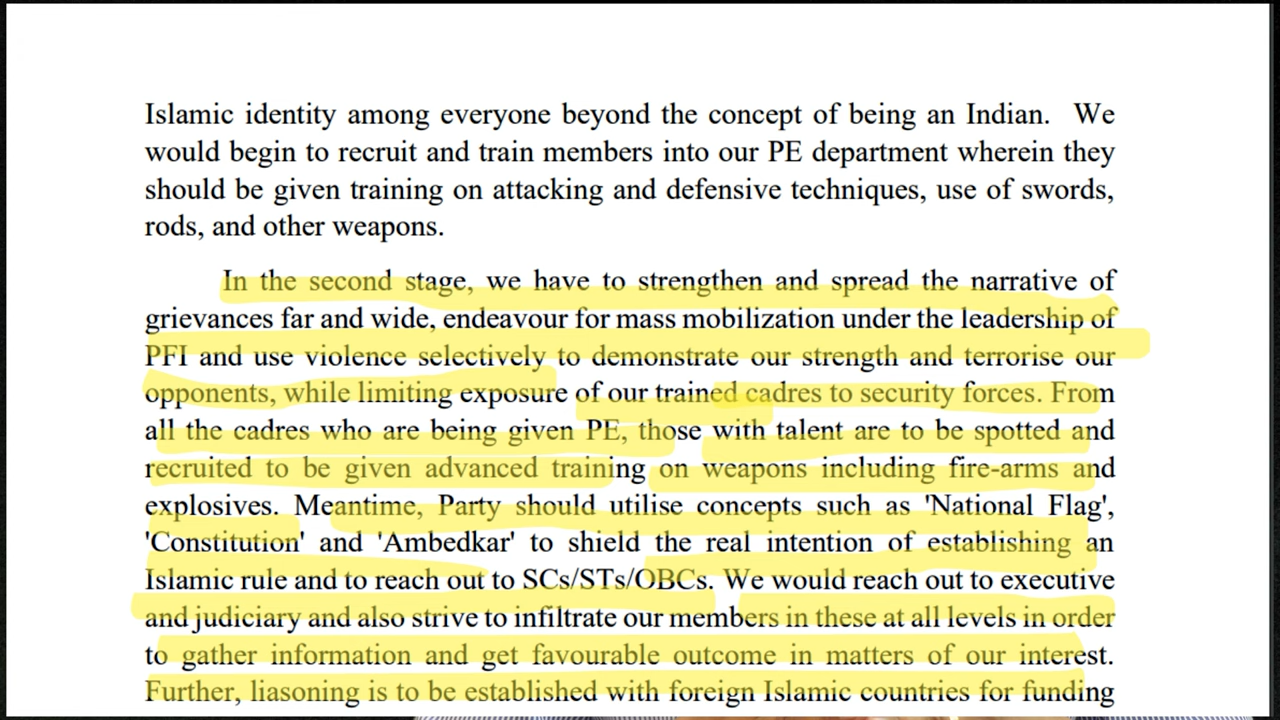 Islamic identity among everyone beyond the concept of being an Indian. We
would begin to recruit and train members into our PE department wherein they
should be given training on attacking and defensive techniques, use of swords,
rods, and other weapons.
In the second stage, we have to strengthen and spread the narrative of
grievances far and wide, endeavour for mass mobilization under the leadership of
PFI and use violence selectively to demonstrate our strength and terrorise our
opponents, while limiting exposure of our trained cadres to security forces. From
all the cadres who are being given PE, those with talent are to be spotted and
recruited to be given advanced training on weapons including fire-arms and
explosives. Meantime, Party should utilise concepts such as 'National Flag',
'Constitution' and 'Ambedkar' to shield the real intention of establishing an
Islamic rule and to reach out to SCs/STs/OBCs. We would reach out to executive
and judiciary and also strive to infiltrate our members in these at all levels in order
to gather information and get favourable outcome in matters of our interest.
Further, liasoning is to be established with foreign Islamic countries for funding